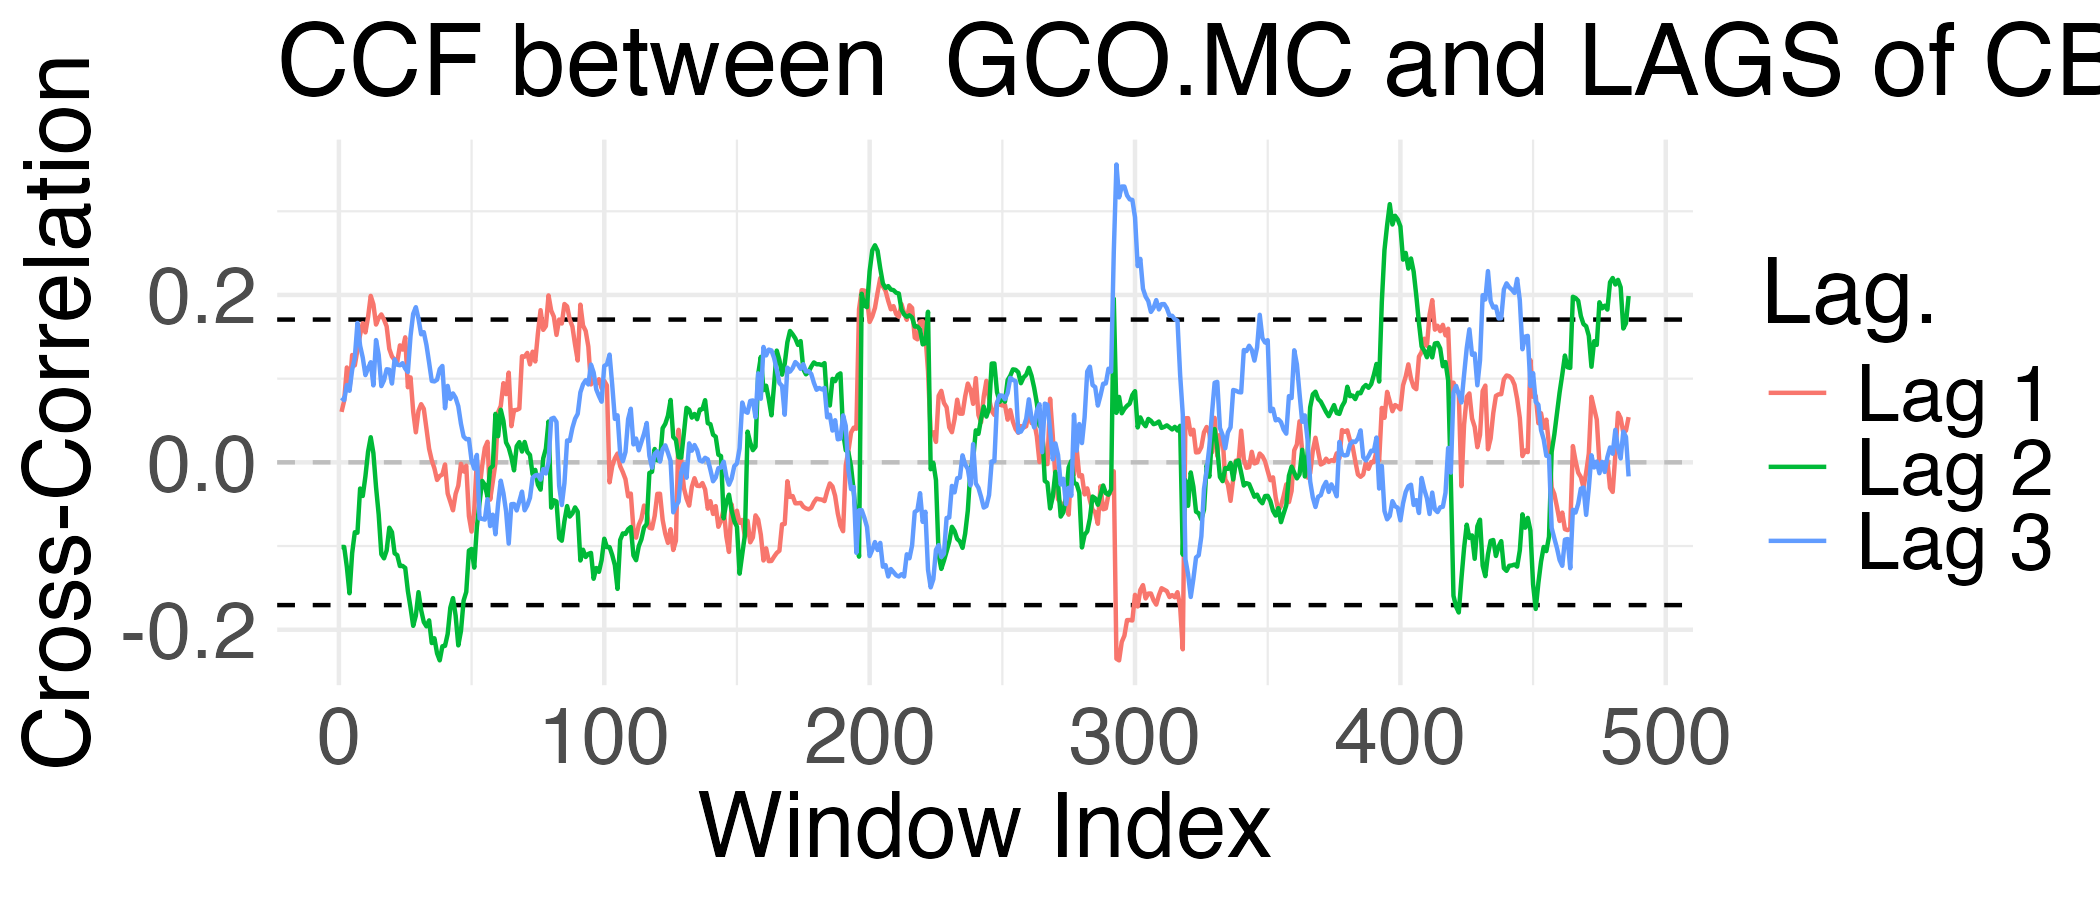 CCF between  GCO.MC and LAGS of CB
Cross-Correlation
0.2
0.0
-0.2
0 100 200 300 400 500
Window Index
Lag.
Lag 1
Lag 2
Lag 3